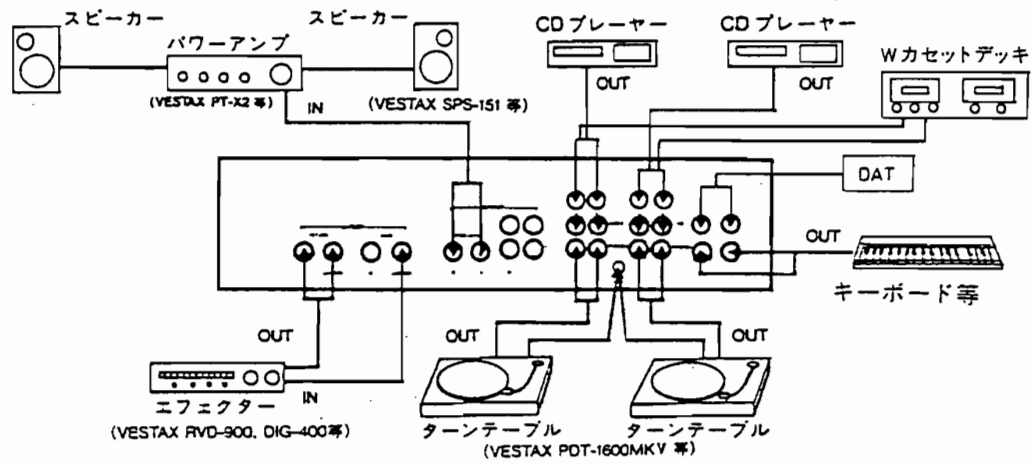 スピーカー
スピーカー
CDプレーヤー
CDプレーヤー
パワーアンプ
Wカセットデッキ
OUT
OUT
(VESTAX PT-X2等)
IN
(VESTAX SPS-151 等)
DAT
OUT
キーボード等
OUT
OUT
OUT
IN
エフェクター
(VESTAX RVD-900, DIG-400等)
ターンテーブル
ターンテーブル
(VESTAX PDT-1600MKV 等)